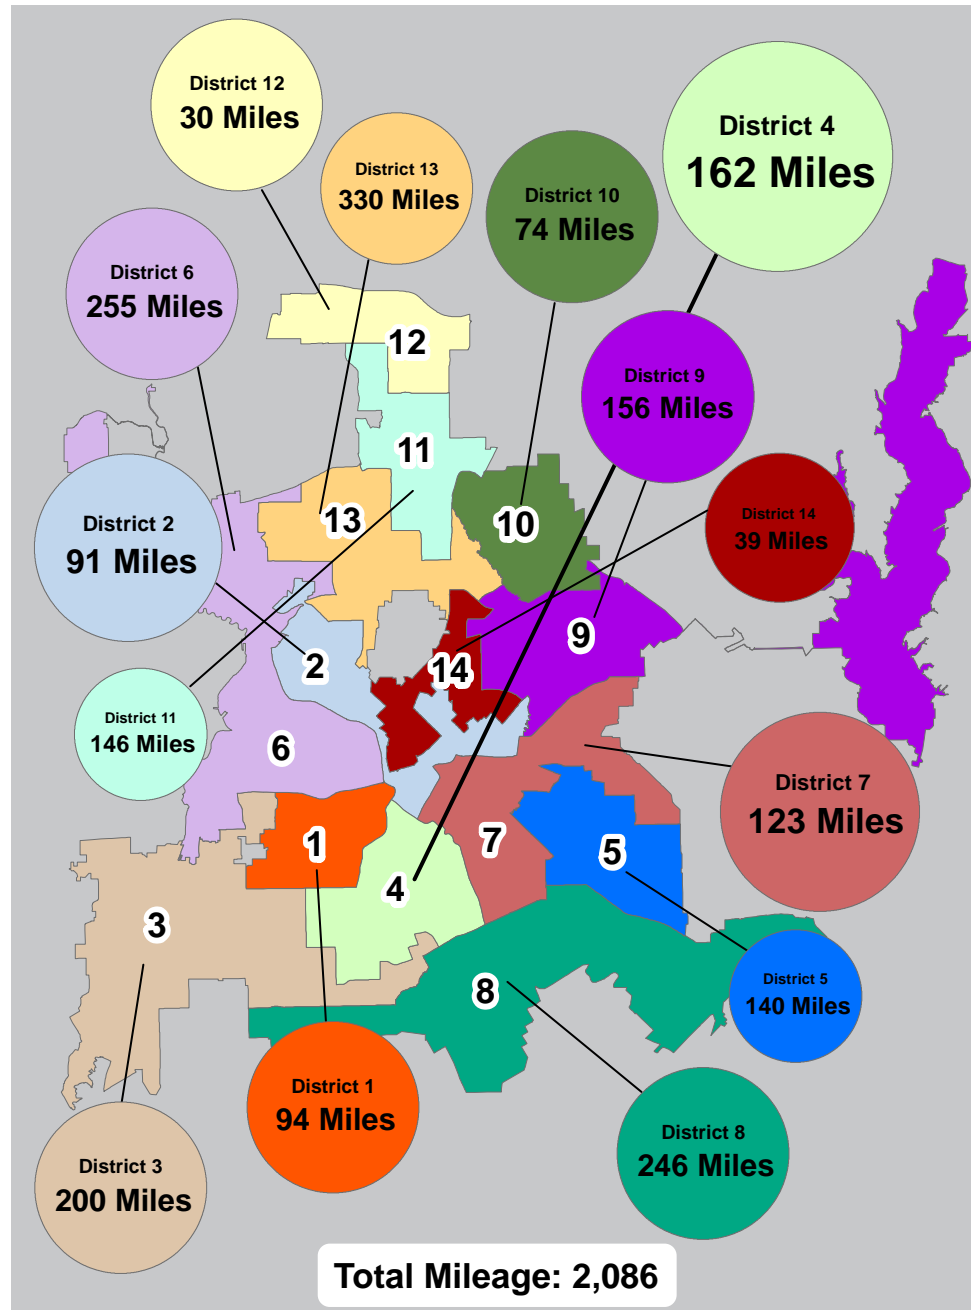 District 12
30 Miles
District 4
162 Miles
District 13
330 Miles
District 10
74 Miles
District 6
255 Miles
12
District 9
156 Miles
11
District 2
91 Miles
13
10
District 14
39 Miles
9
2
14
District 11
146 Miles
6
District 7
123 Miles
1
7
5
4
3
8
District 5
140 Miles
District 1
94 Miles
District 8
246 Miles
District 3
200 Miles
Total Mileage: 2,086